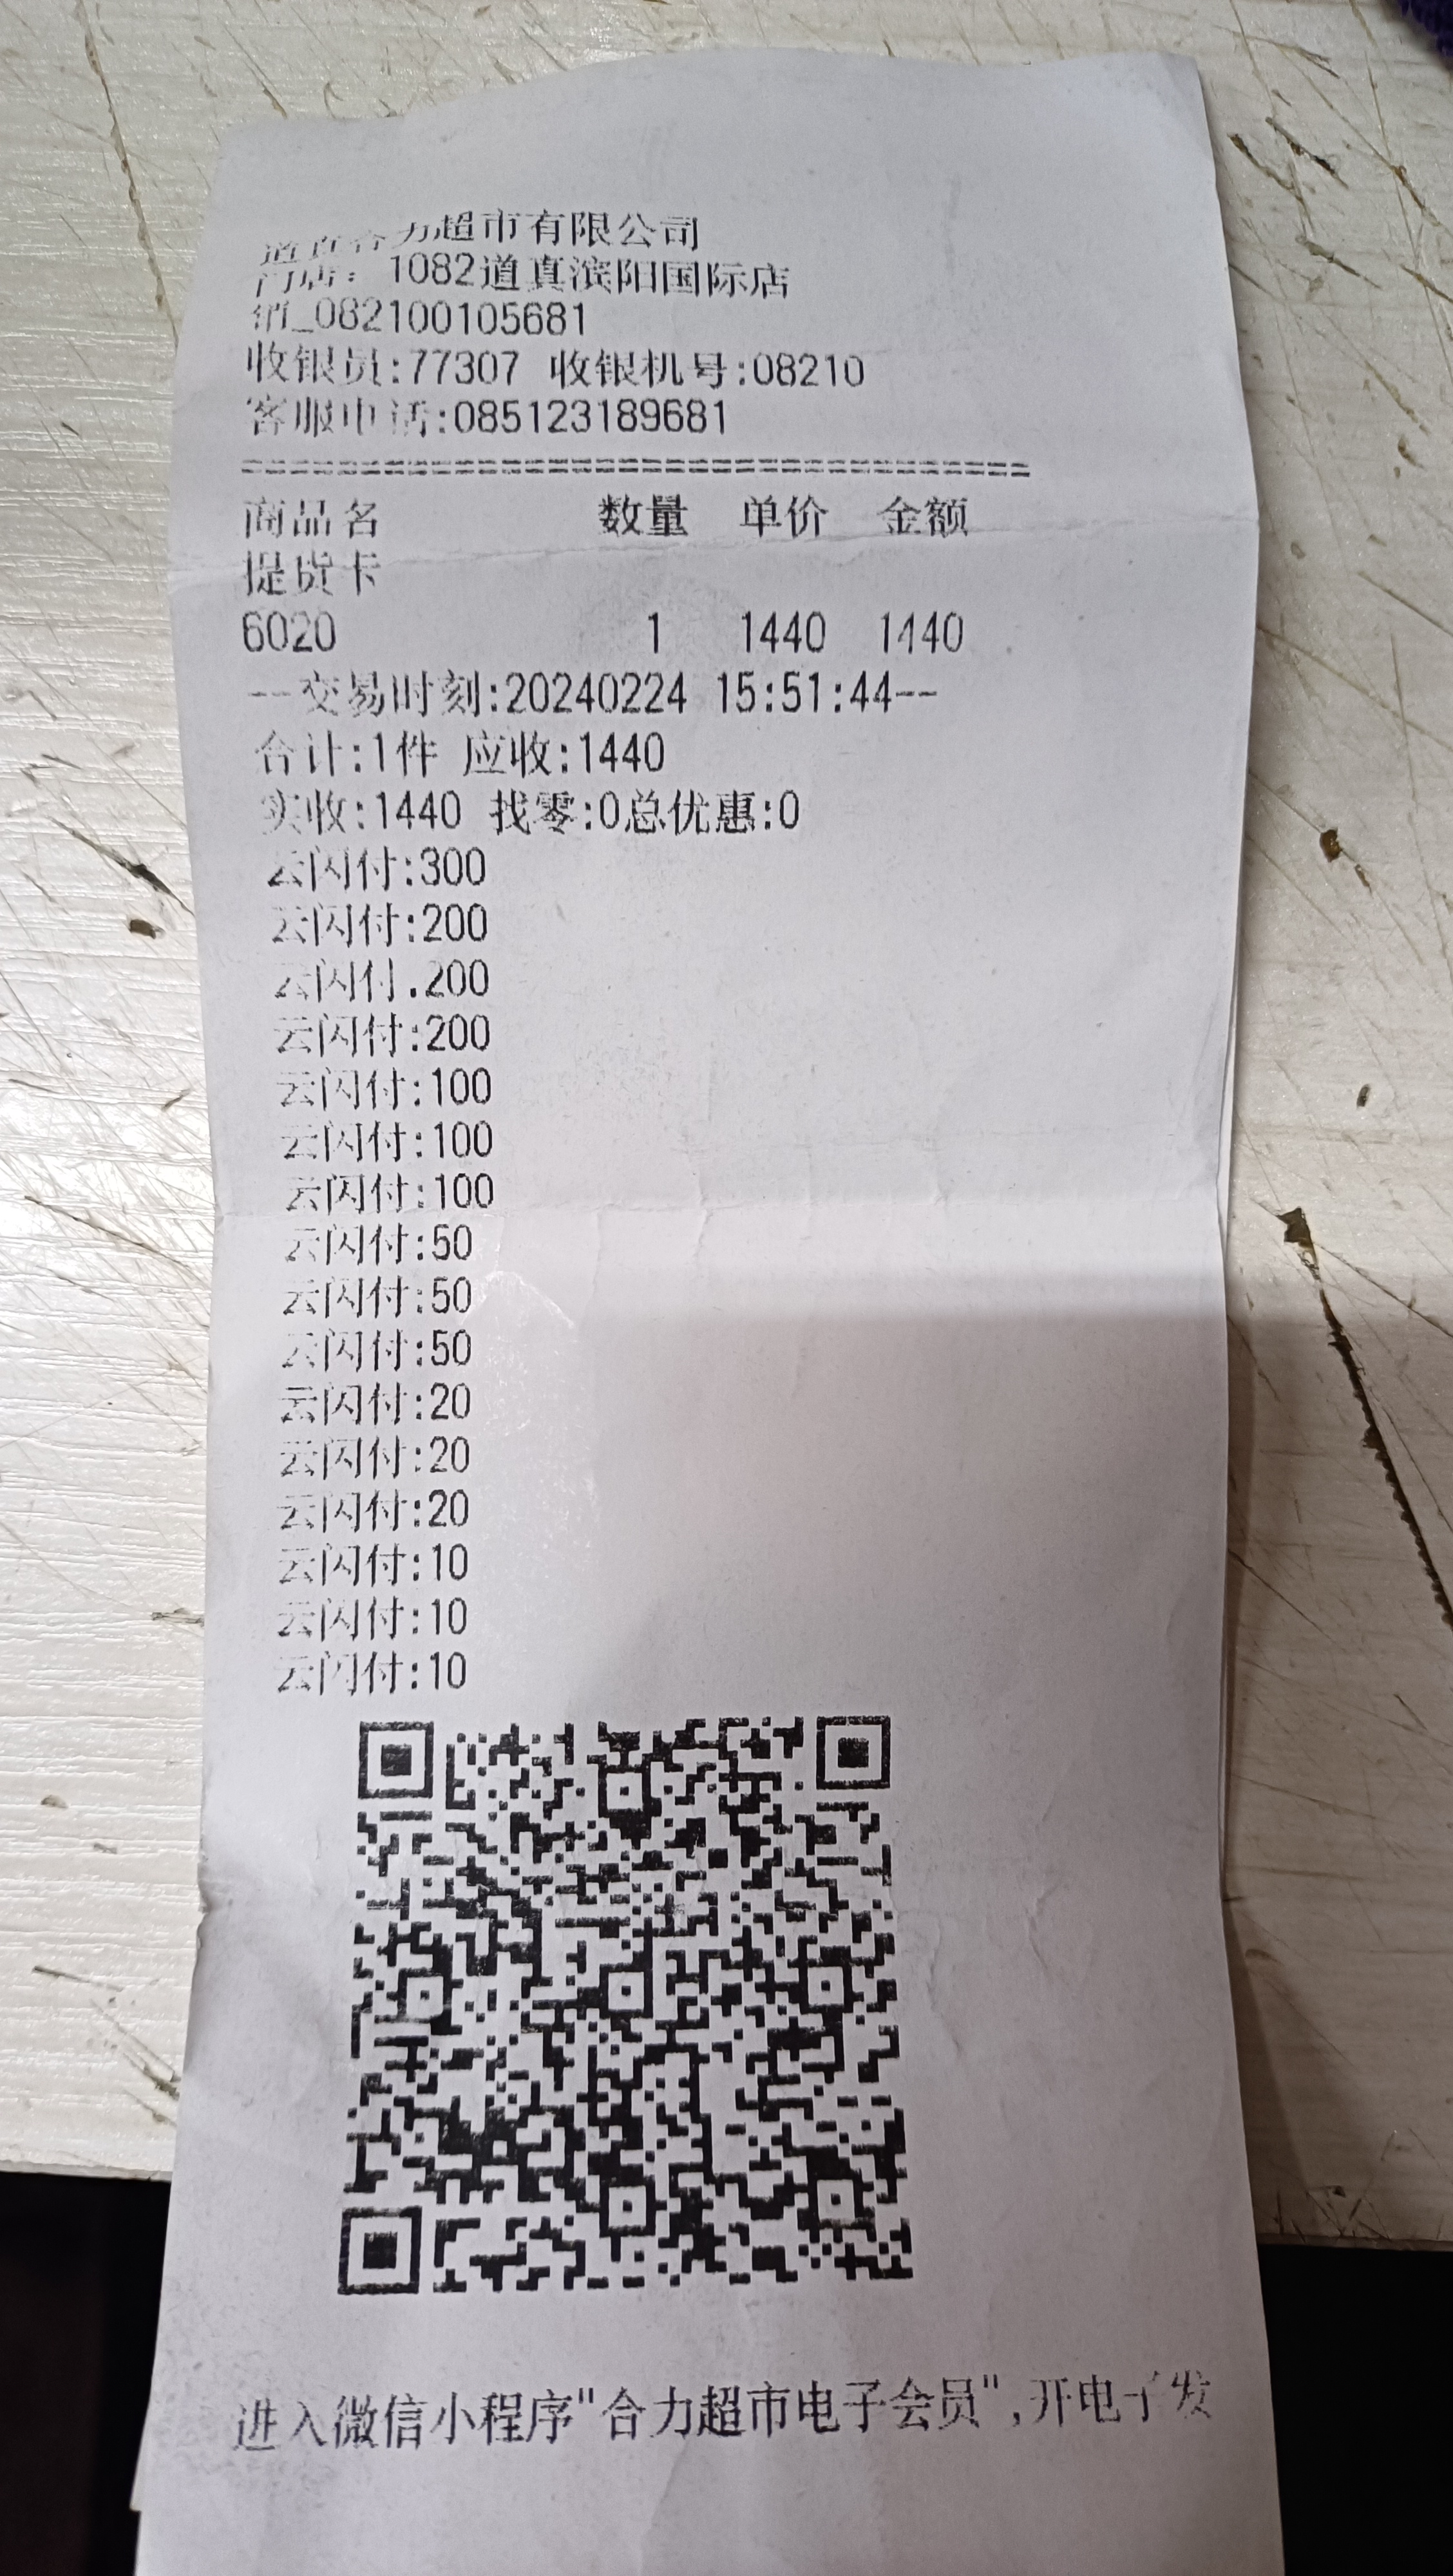 道真合力超市有限公司
门店: 1082道真滨阳国际店
销_082100105681
收银员:77307 收银机号:08210
客服电话:085123189681
==================================
商品名 数量 单价 金额
提货卡
6020 1 1440 1440
--交易时刻:20240224 15:51:44--
合计:1件 应收:1440
实收:1440 找零:0总优惠:0
云闪付:300
云闪付:200
云闪付:200
云闪付:200
云闪付:100
云闪付:100
云闪付:100
云闪付:50
云闪付:50
云闪付:50
云闪付:20
云闪付:20
云闪付:20
云闪付:10
云闪付:10
云闪付:10
进入微信小程序"合力超市电子会员",开电子发